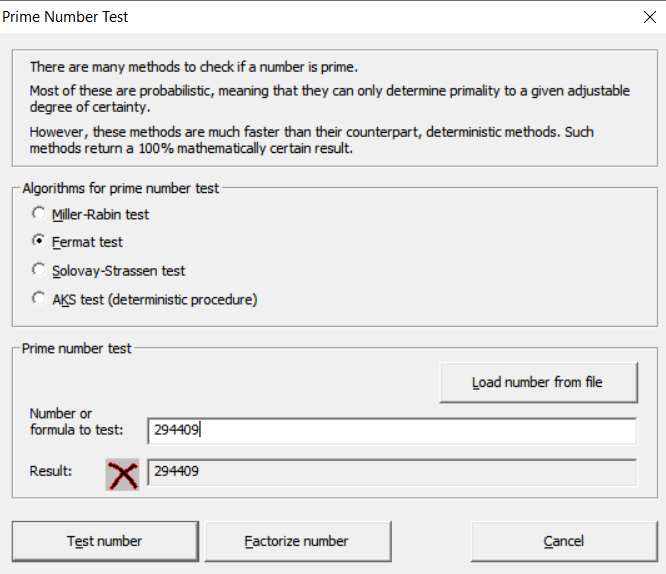 Prime Number Test
There are many methods to check if a number is prime.
Most of these are probabilistic, meaning that they can only determine primality to a given adjustable
degree of certainty.
However, these methods are much faster than their counterpart, deterministic methods. Such
methods return a 100% mathematically certain result.
Algorithms for prime number test
Miller-Rabin test
Fermat test
Solovay-Strassen test
AKS test (deterministic procedure)
Prime number test
Load number from file
Number or
formula to test:
294409
Result:
294409
Test number
Factorize number
Cancel